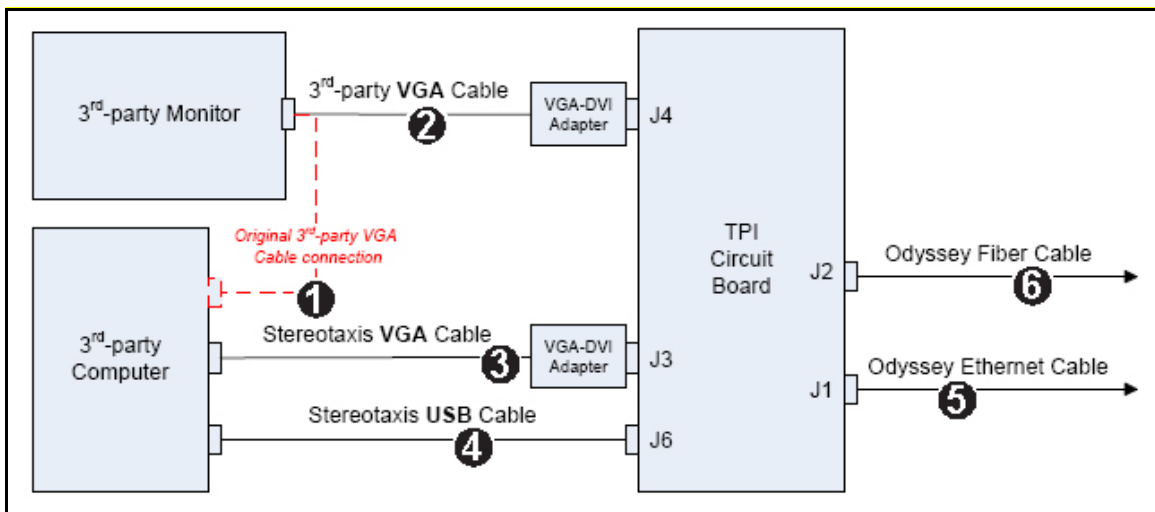 3rd-party Monitor
3rd-party VGA Cable
2
VGA-DVI
Adapter
J4
Original 3rd-party VGA
Cable connection
1
TPI
Circuit
Board
J2
Odyssey Fiber Cable
6
3rd-party
Computer
Stereotaxis VGA Cable
3
VGA-DVI
Adapter
J3
J1
Odyssey Ethernet Cable
5
Stereotaxis USB Cable
4
J6